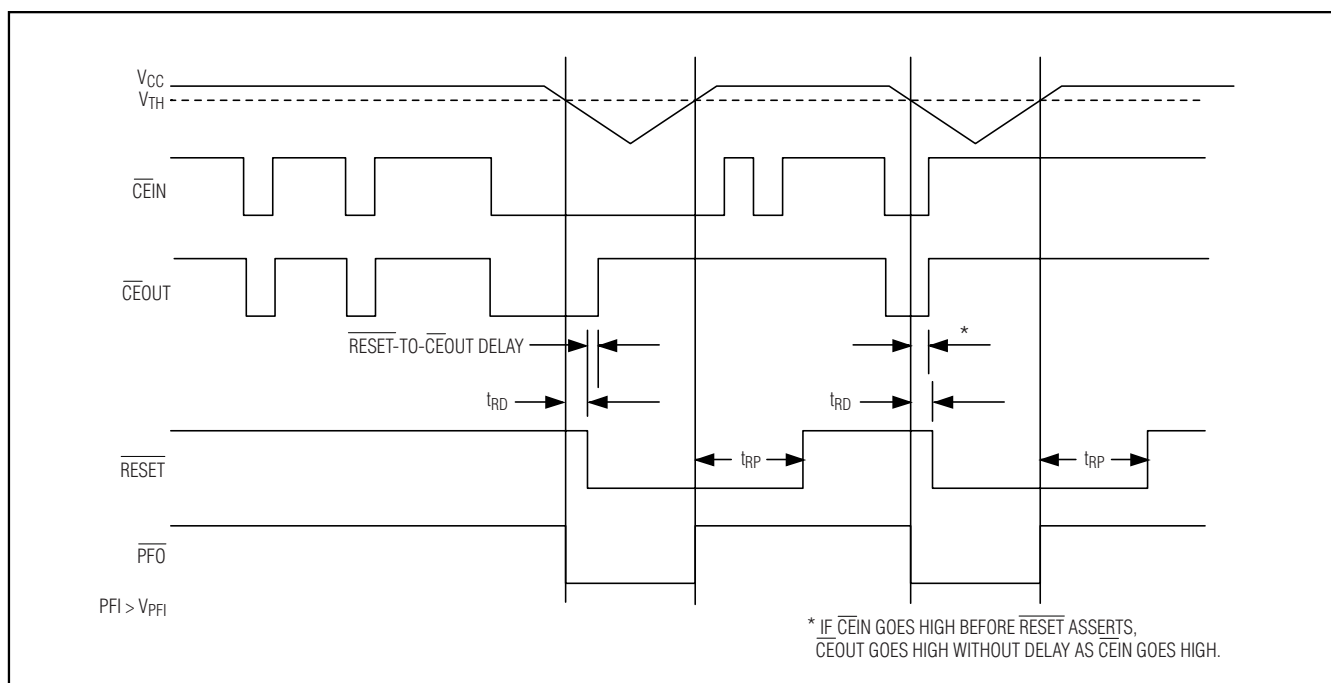 VCC
VTH
CEIN
CEOUT
RESET-TO-CEOUT DELAY
*
tRD
tRD
RESET
tRP
tRP
PFO
PFI > VPFI
* IF CEIN GOES HIGH BEFORE RESET ASSERTS,
CEOUT GOES HIGH WITHOUT DELAY AS CEIN GOES HIGH.